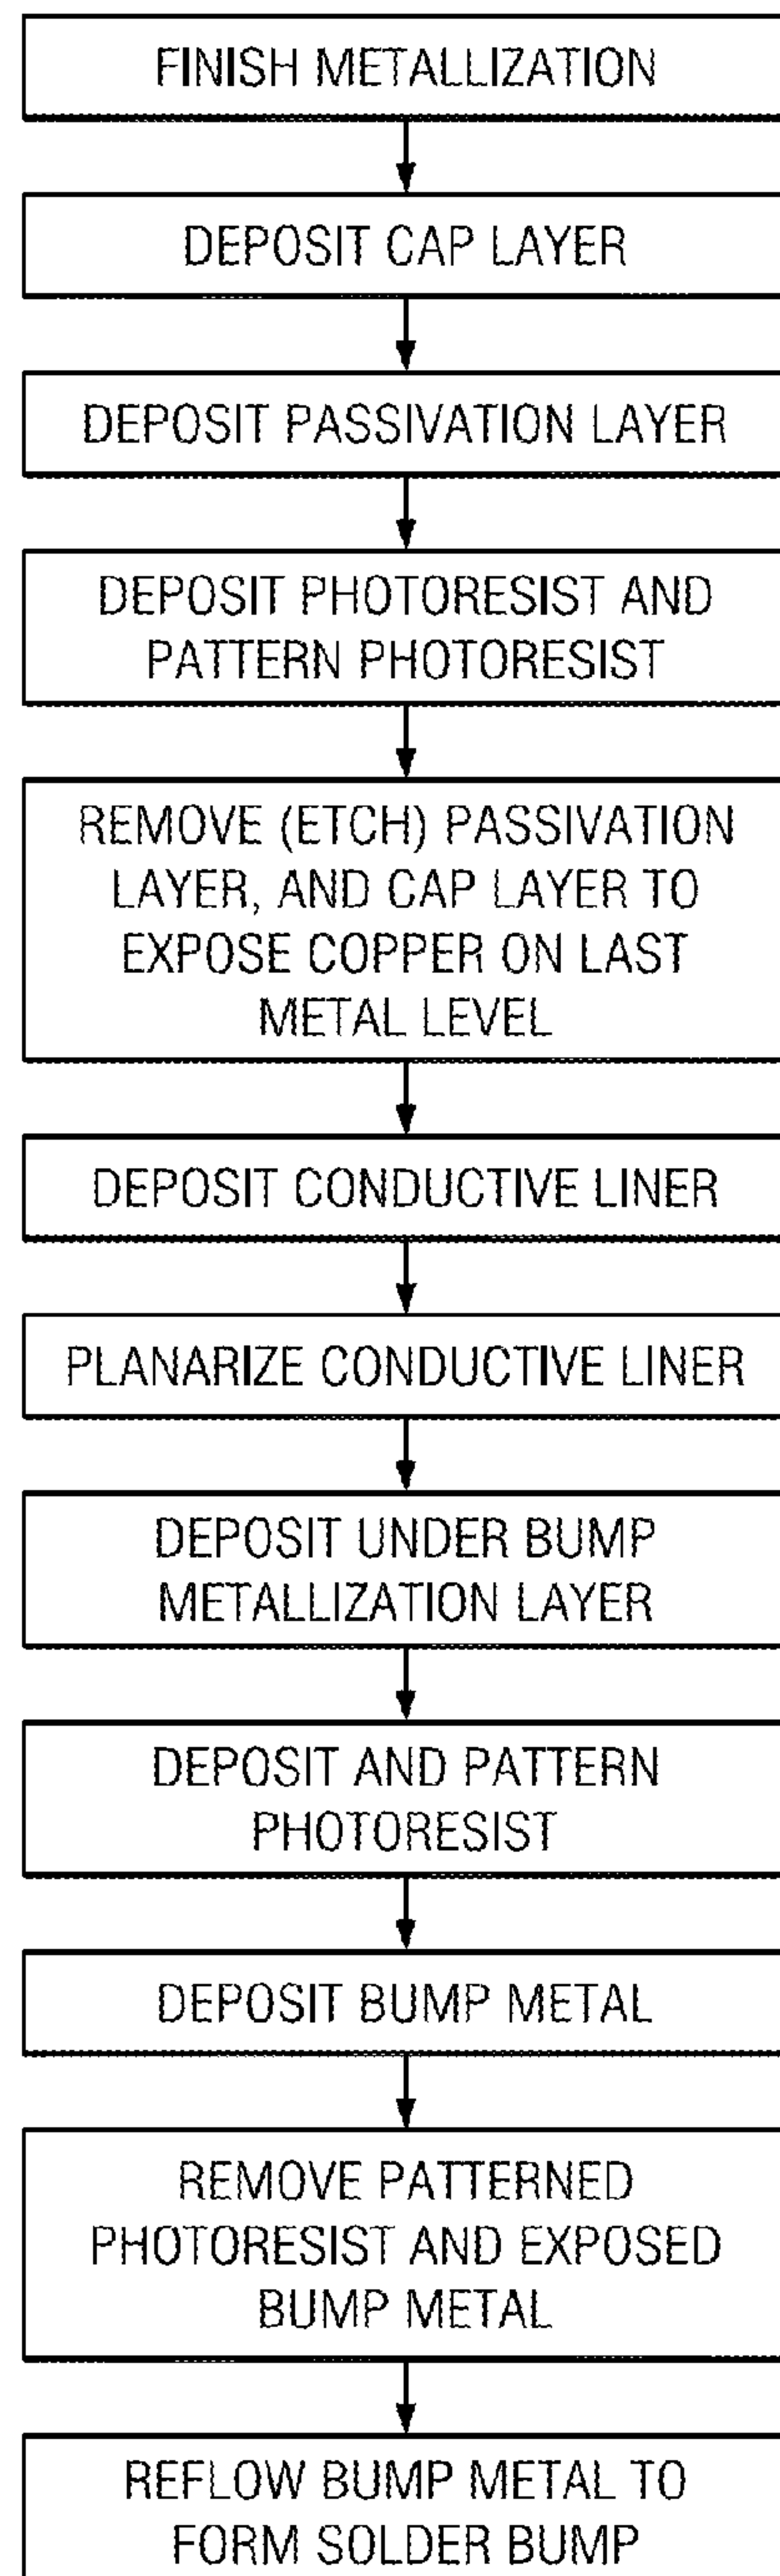 FINISH METALLIZATION
DEPOSIT CAP LAYER
DEPOSIT PASSIVATION LAYER
DEPOSIT PHOTORESIST AND
PATTERN PHOTORESIST
REMOVE (ETCH) PASSIVATION
LAYER, AND CAP LAYER TO
EXPOSE COPPER ON LAST
METAL LEVEL
DEPOSIT CONDUCTIVE LINER
PLANARIZE CONDUCTIVE LINER
DEPOSIT UNDER BUMP
METALLIZATION LAYER
DEPOSIT AND PATTERN
PHOTORESIST
DEPOSIT BUMP METAL
REMOVE PATTERNED
PHOTORESIST AND EXPOSED
BUMP METAL
REFLOW BUMP METAL TO
FORM SOLDER BUMP